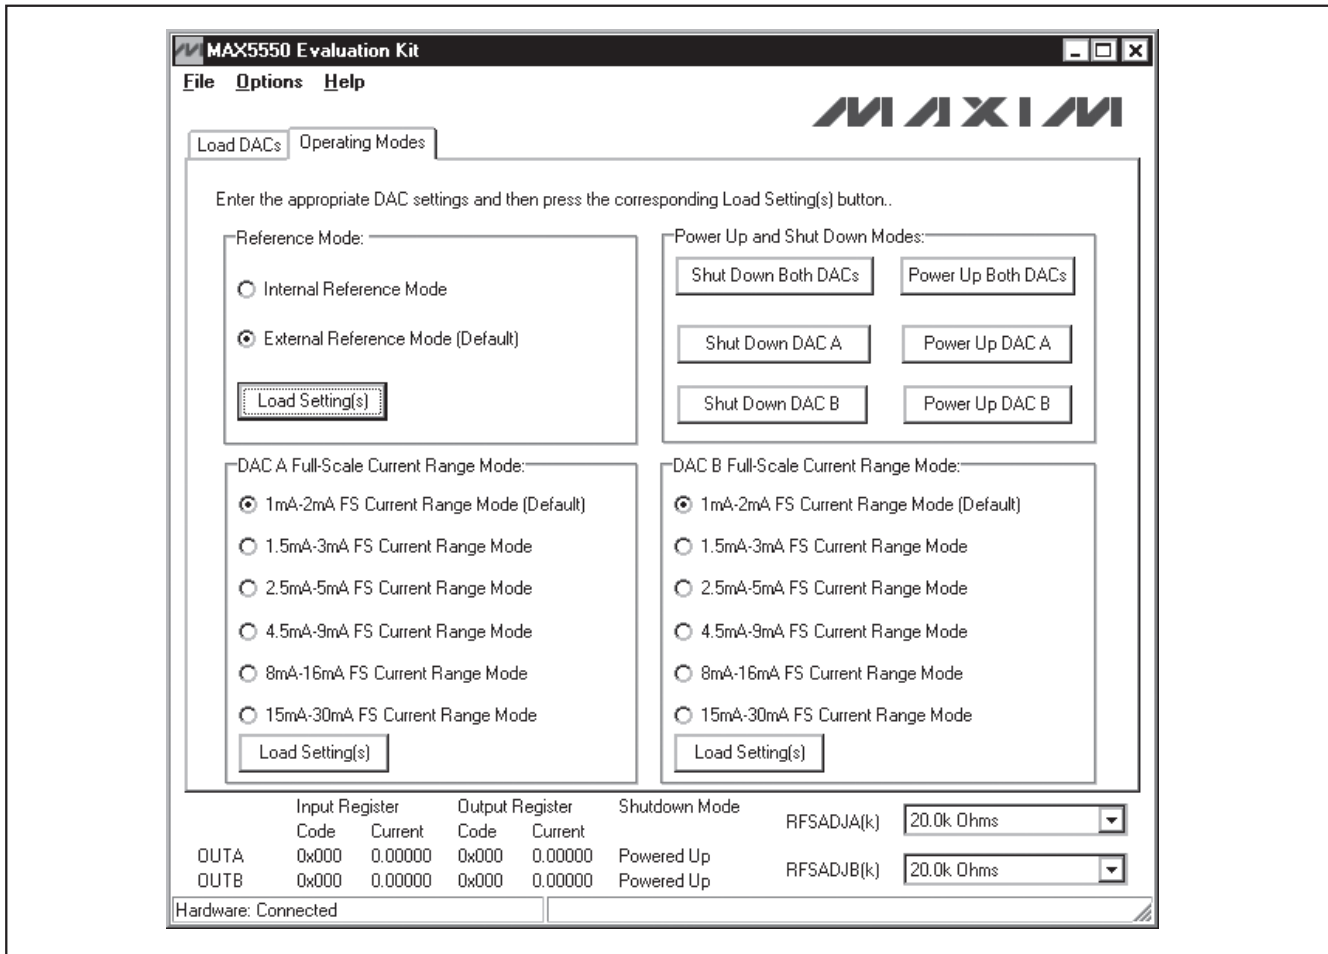 MAX5550 Evaluation Kit
File Options Help
MAXIM
Load DACs Operating Modes
Enter the appropriate DAC settings and then press the corresponding Load Setting(s) button..
Reference Mode:
Internal Reference Mode
External Reference Mode (Default)
Load Setting(s)
Power Up and Shut Down Modes:
Shut Down Both DACs Power Up Both DACs
Shut Down DAC A Power Up DAC A
Shut Down DAC B Power Up DAC B
DAC A Full-Scale Current Range Mode:
1mA-2mA FS Current Range Mode (Default)
1.5mA-3mA FS Current Range Mode
2.5mA-5mA FS Current Range Mode
4.5mA-9mA FS Current Range Mode
8mA-16mA FS Current Range Mode
15mA-30mA FS Current Range Mode
Load Setting(s)
DAC B Full-Scale Current Range Mode:
1mA-2mA FS Current Range Mode (Default)
1.5mA-3mA FS Current Range Mode
2.5mA-5mA FS Current Range Mode
4.5mA-9mA FS Current Range Mode
8mA-16mA FS Current Range Mode
15mA-30mA FS Current Range Mode
Load Setting(s)
Input Register Output Register Shutdown Mode
Code Current Code Current
OUTA 0x000 0.00000 0x000 0.00000 Powered Up
OUTB 0x000 0.00000 0x000 0.00000 Powered Up
RFSADJA(k) 20.0k Ohms
RFSADJB(k) 20.0k Ohms
Hardware: Connected